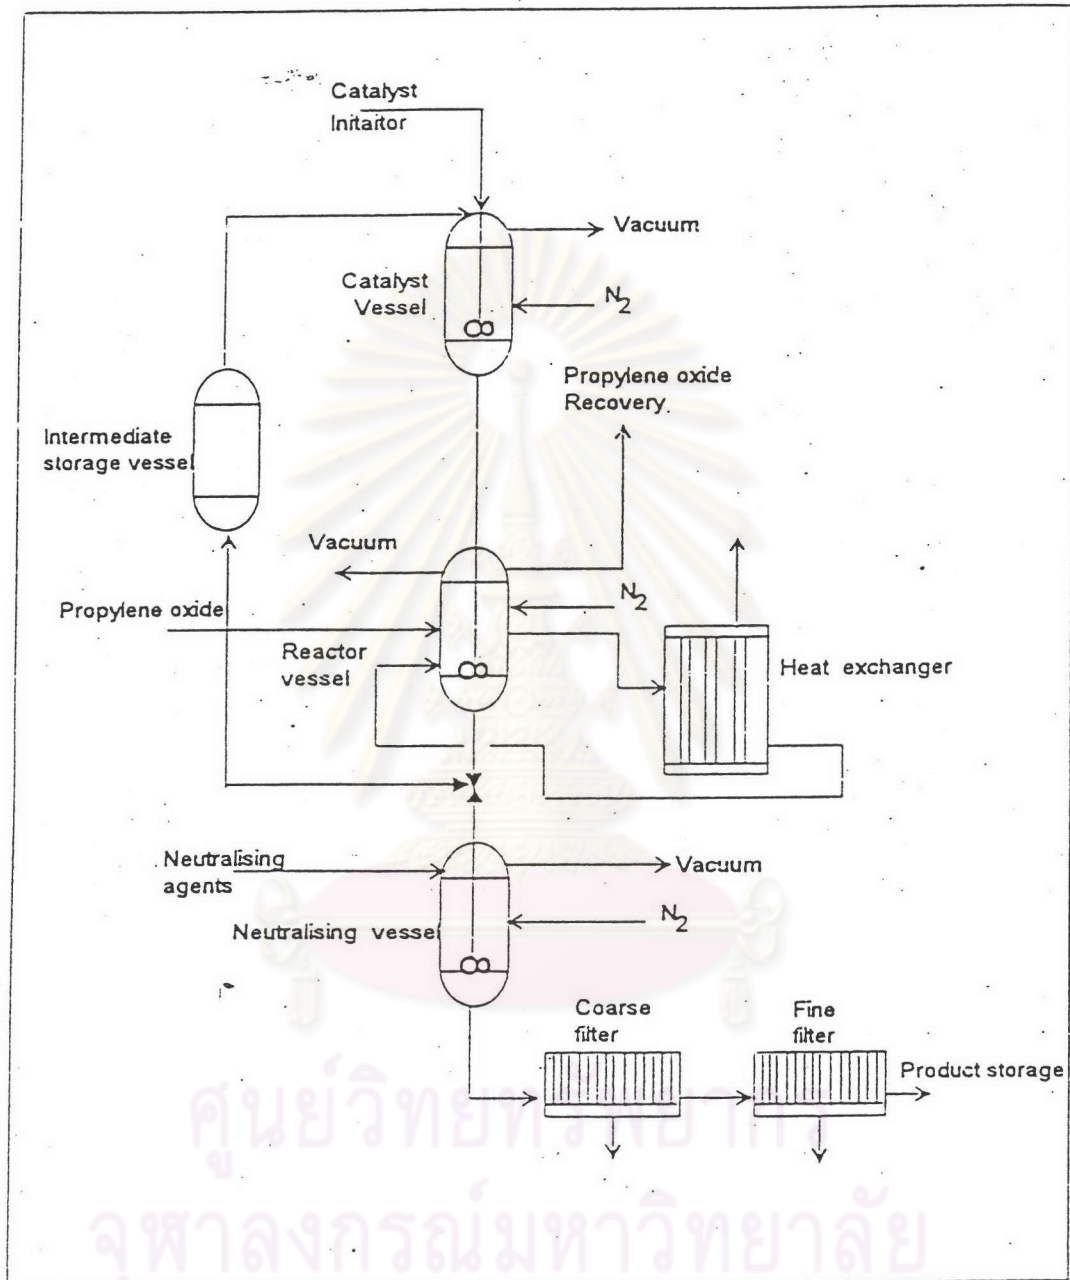 Catalyst
Initaitor
Vacuum
Catalyst
Vessel
N2
Propylene oxide
Recovery.
Intermediate
storage vessel
Vacuum
N2
Propylene oxide
Reactor
vessel
Heat exchanger
Neutralising
agents
Vacuum
N2
Neutralising vessel
Coarse
filter
Fine
filter
Product storage
ศูนย์วิทยทรัพยากร
จุฬาลงกรณ์มหาวิทยาลัย